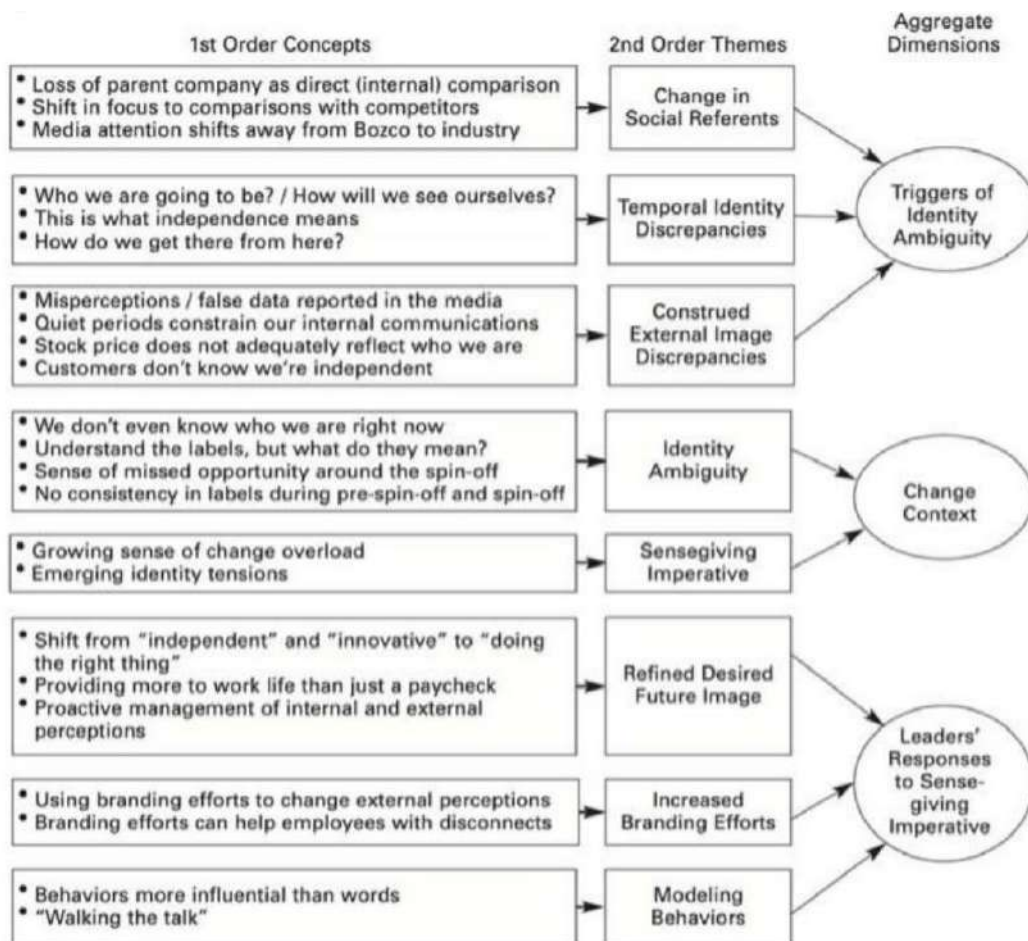 Aggregate
1st Order Concepts 2nd Order Themes Dimensions
• Loss of parent company as direct (internal) comparison
• Shift in focus to comparisons with competitors
• Media attention shifts away from Bozco to industry
Change in
Social Referents
• Who we are going to be? / How will we see ourselves?
• This is what independence means
• How do we get there from here?
Temporal Identity
Discrepancies
Triggers of
Identity
Ambiguity
• Misperceptions / false data reported in the media
• Quiet periods constrain our internal communications
• Stock price does not adequately reflect who we are
• Customers don't know we're independent
Construed
External Image
Discrepancies
• We don't even know who we are right now
• Understand the labels, but what do they mean?
• Sense of missed opportunity around the spin-off
• No consistency in labels during pre-spin-off and spin-off
Identity
Ambiguity
Change
Context
• Growing sense of change overload
• Emerging identity tensions
Sensegiving
Imperative
• Shift from "independent" and "innovative" to "doing
the right thing"
• Providing more to work life than just a paycheck
• Proactive management of internal and external
perceptions
Refined Desired
Future Image
Leaders'
Responses
to Sense-
giving
Imperative
• Using branding efforts to change external perceptions
• Branding efforts can help employees with disconnects
Increased
Branding Efforts
• Behaviors more influential than words
• "Walking the talk"
Modeling
Behaviors